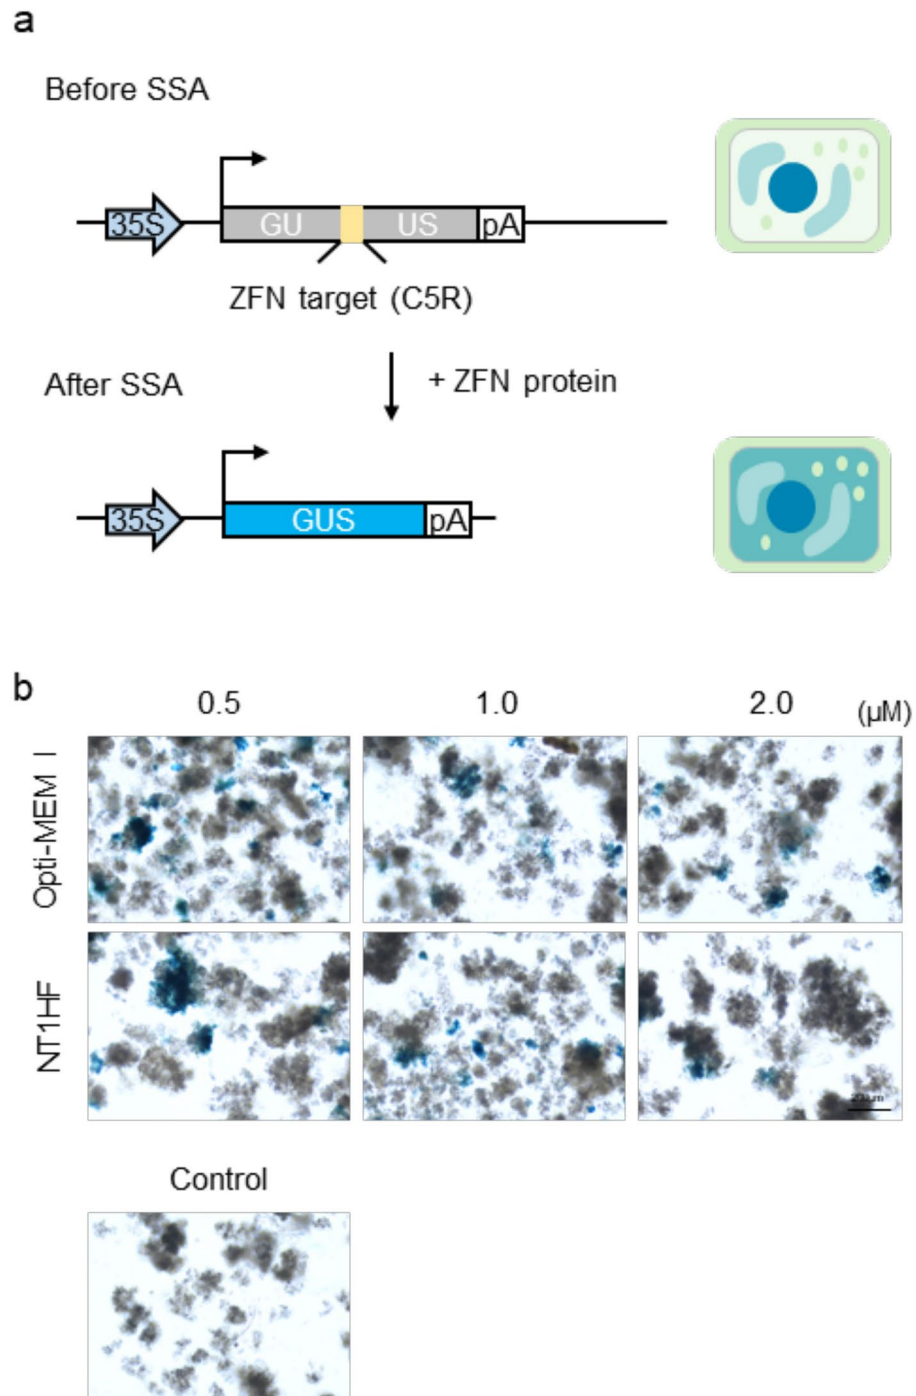 a
Before SSA
35S GU US pA
ZFN target (C5R)
After SSA
+ ZFN protein
35S GUS pA
b
0.5 1.0 2.0 (µM)
Opti-MEM I
NT1HF
Control